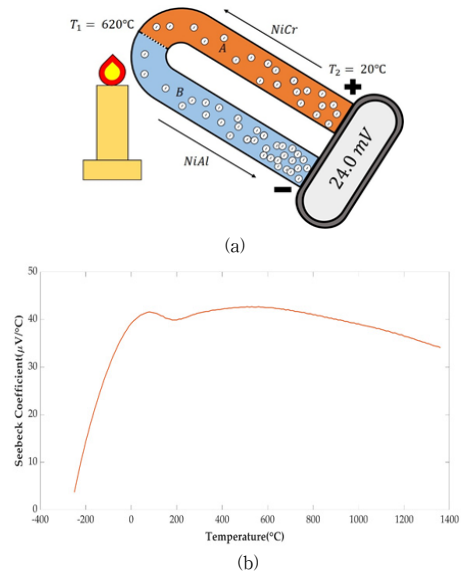 T₁ = 620℃
NiCr
A
T₂ = 20℃
+
B
NiAl
−
24.0 mV
(a)
50
40
30
20
10
0
-400 -200 0 200 400 600 800 1000 1200 1400
Seebeck Coefficient(μV/°C)
Temperature(°C)
(b)